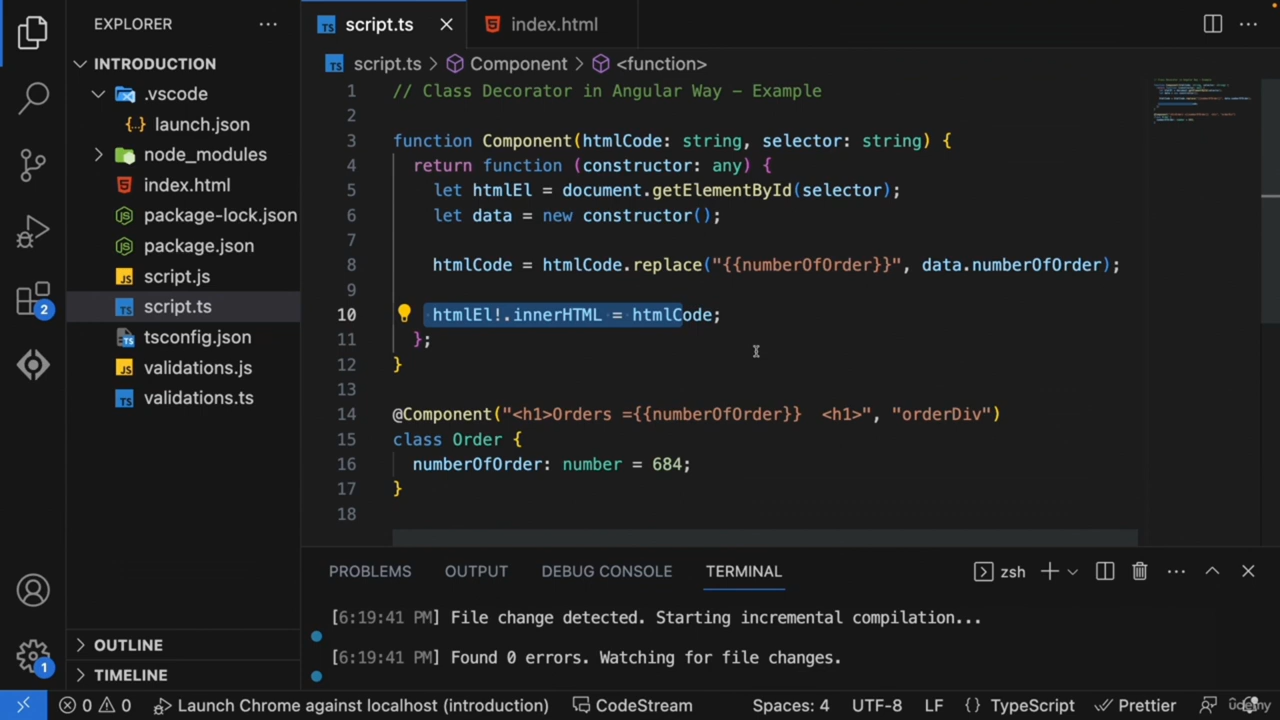 EXPLORER
script.ts
index.html
INTRODUCTION
script.ts > Component > <function>
.vscode
launch.json
node_modules
index.html
package-lock.json
package.json
script.js
script.ts
tsconfig.json
validations.js
validations.ts
OUTLINE
TIMELINE
2
1
1 // Class Decorator in Angular Way – Example
2
3 function Component(htmlCode: string, selector: string) {
4 return function (constructor: any) {
5 let htmlEl = document.getElementById(selector);
6 let data = new constructor();
7
8 htmlCode = htmlCode.replace("{{numberOfOrder}}", data.numberOfOrder);
9
10 htmlEl!.innerHTML = htmlCode;
11 };
12 }
13
14 @Component("<h1>Orders ={{numberOfOrder}}  <h1>", "orderDiv")
15 class Order {
16 numberOfOrder: number = 684;
17 }
18
PROBLEMS OUTPUT DEBUG CONSOLE TERMINAL zsh
[6:19:41 PM] File change detected. Starting incremental compilation...
[6:19:41 PM] Found 0 errors. Watching for file changes.
0 0 Launch Chrome against localhost (introduction) CodeStream Spaces: 4 UTF-8 LF {} TypeScript Prettier
udemy